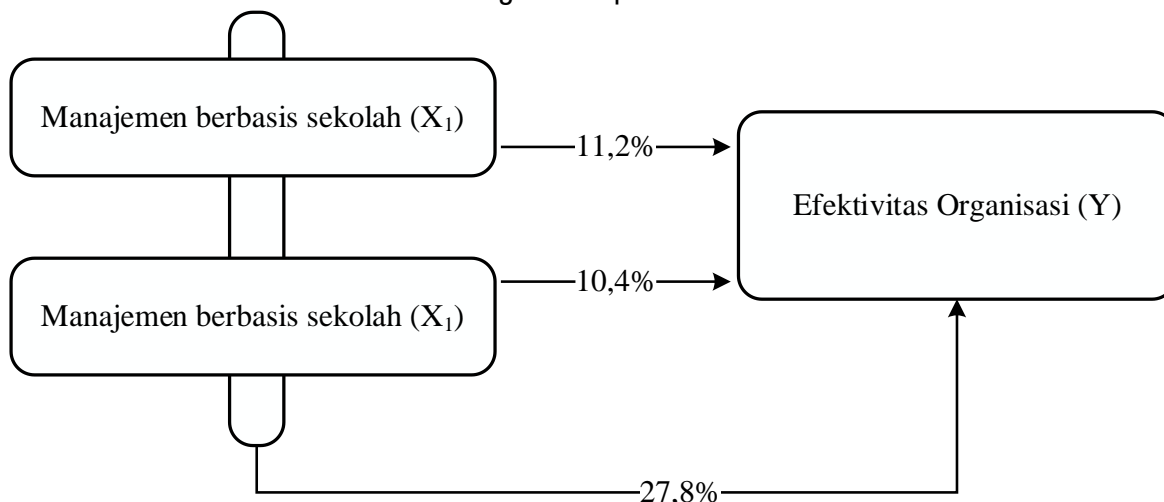 Manajemen berbasis sekolah (X₁)
11,2%
Efektivitas Organisasi (Y)
Manajemen berbasis sekolah (X₁)
10,4%
27,8%